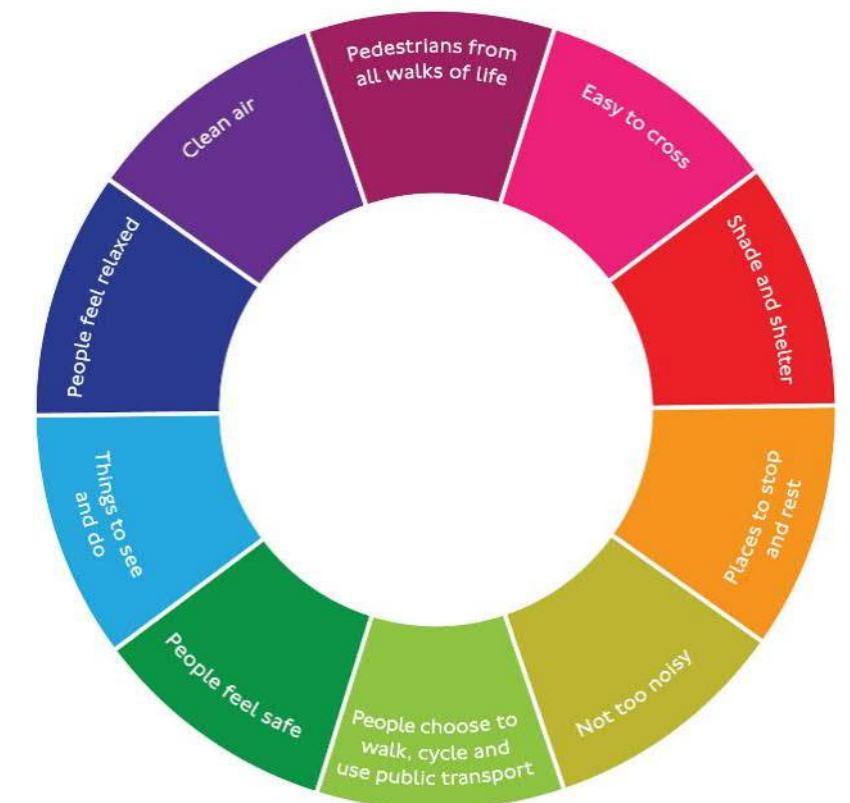 Pedestrians from
all walks of life
Easy to cross
Shade and shelter
Places to stop
and rest
Not too noisy
People choose to
walk, cycle and
use public transport
People feel safe
Things to see
and do
People feel relaxed
Clean air